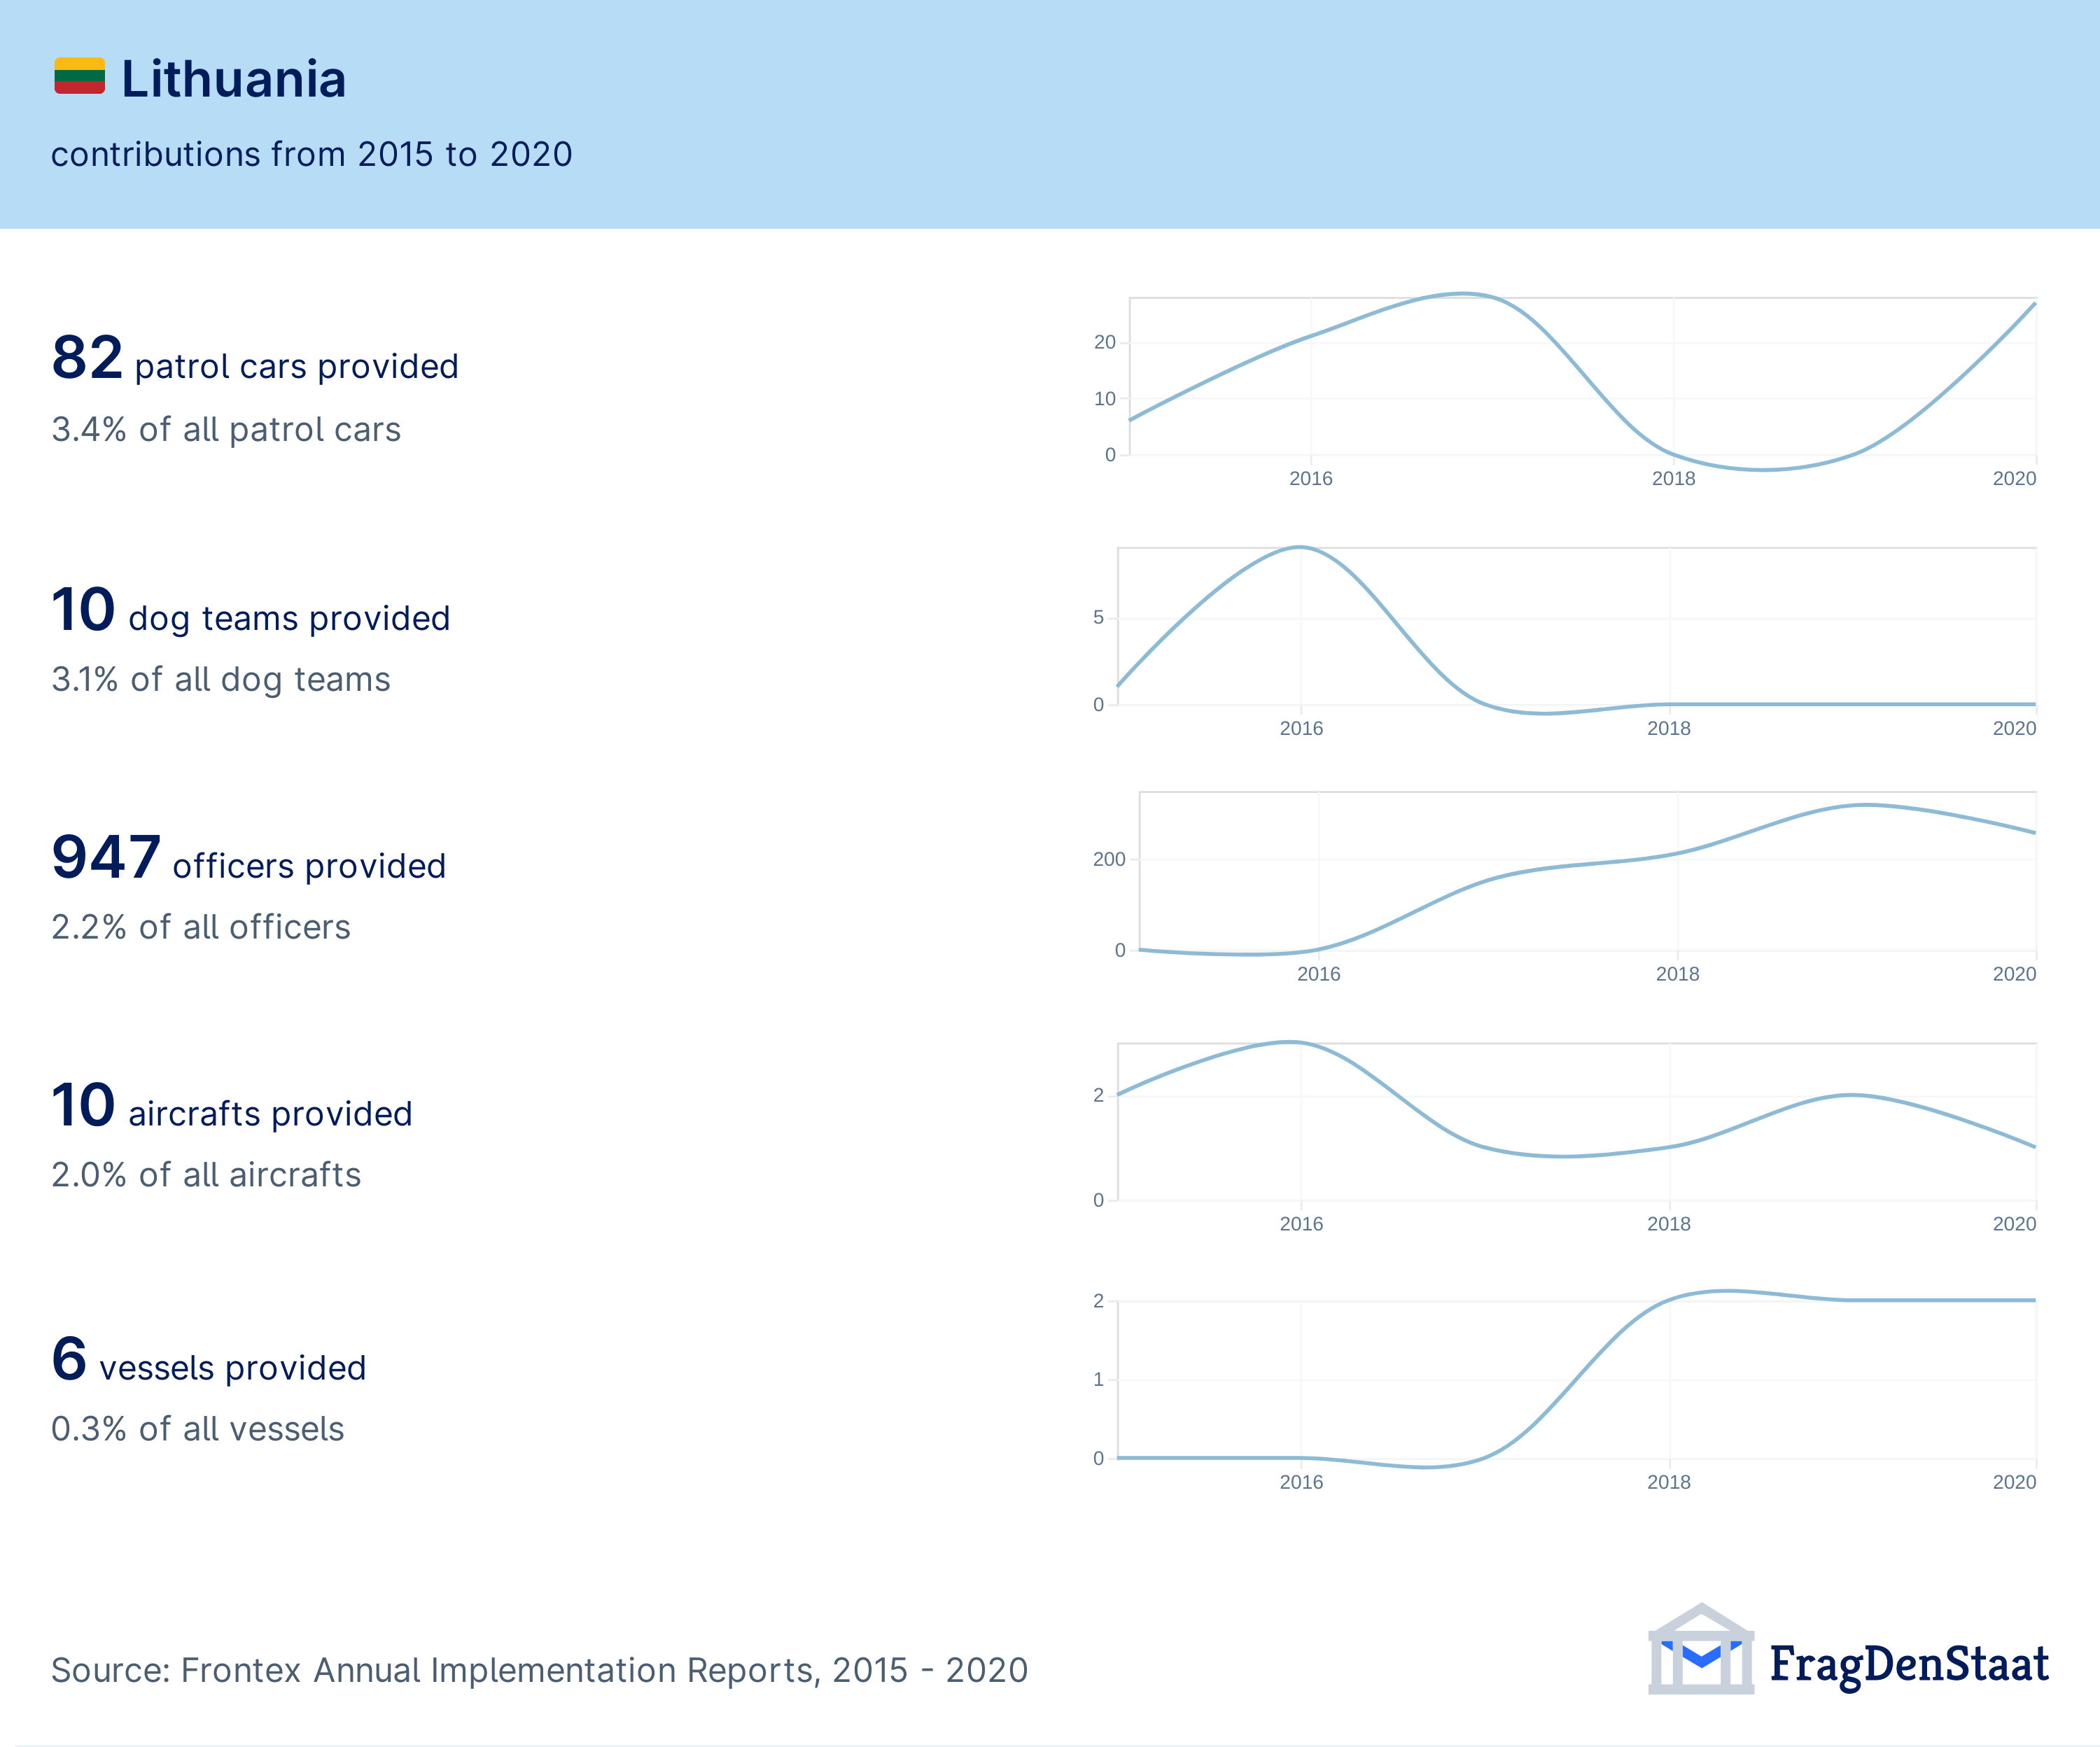 Lithuania
contributions from 2015 to 2020
82 patrol cars provided
3.4% of all patrol cars
20
10
0
2016 2018 2020
10 dog teams provided
3.1% of all dog teams
5
0
2016 2018 2020
947 officers provided
2.2% of all officers
200
0
2016 2018 2020
10 aircrafts provided
2.0% of all aircrafts
2
0
2016 2018 2020
6 vessels provided
0.3% of all vessels
2
1
0
2016 2018 2020
Source: Frontex Annual Implementation Reports, 2015 - 2020
FragDenStaat